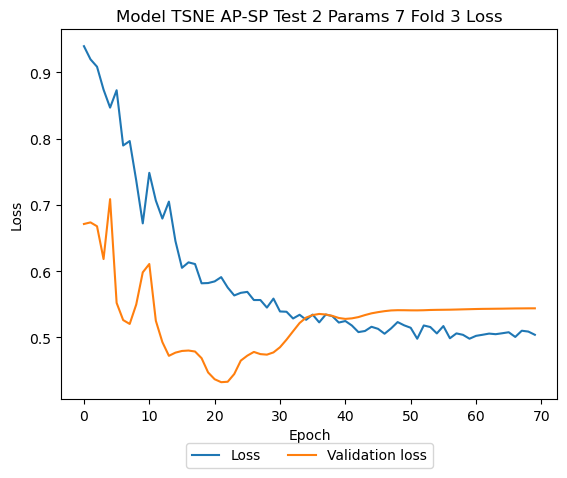 Model TSNE AP-SP Test 2 Params 7 Fold 3 Loss
0.9
0.8
0.7
0.6
0.5
Loss
0 10 20 30 40 50 60 70
Epoch
Loss Validation loss